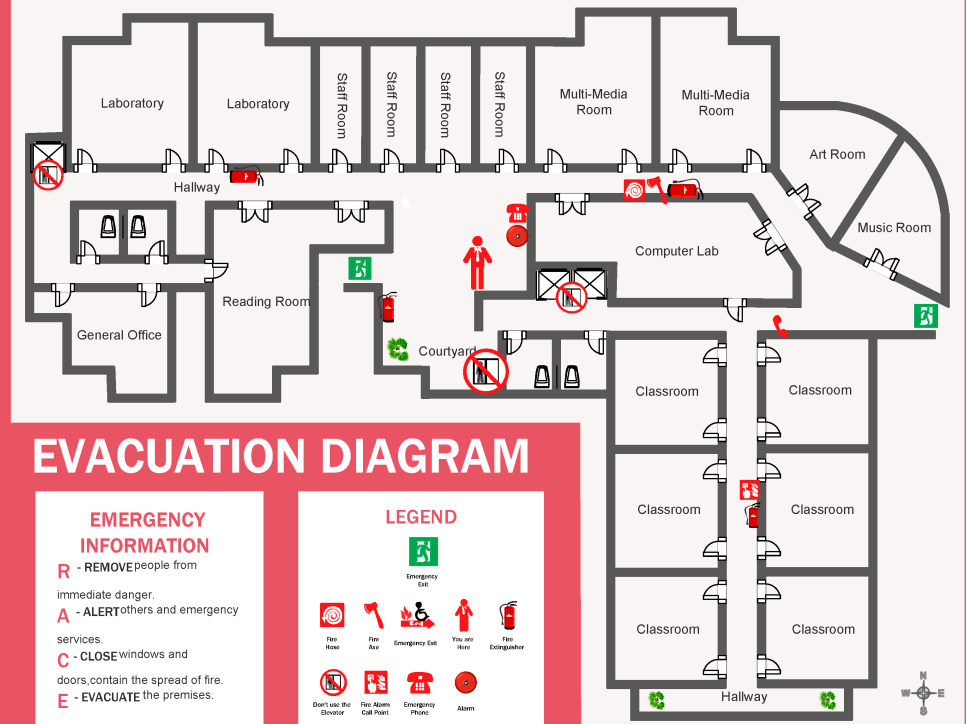 Laboratory
Laboratory
Staff Room
Staff Room
Staff Room
Staff Room
Multi-Media
Room
Multi-Media
Room
Art Room
Hallway
Music Room
Computer Lab
Reading Room
General Office
Courtyard
Classroom
Classroom
Classroom
Classroom
Classroom
Classroom
Hallway
N
W E
S
EVACUATION DIAGRAM
EMERGENCY
INFORMATION
R - REMOVE people from
immediate danger.
A - ALERT others and emergency
services.
C - CLOSE windows and
doors,contain the spread of fire.
E - EVACUATE the premises.
LEGEND
Emergency
Exit
Fire
Hose
Fire
Axe
Emergency Exit
You are
Here
Fire
Extinguisher
Don't use the
Elevator
Fire Alarm
Call Point
Emergency
Phone
Alarm